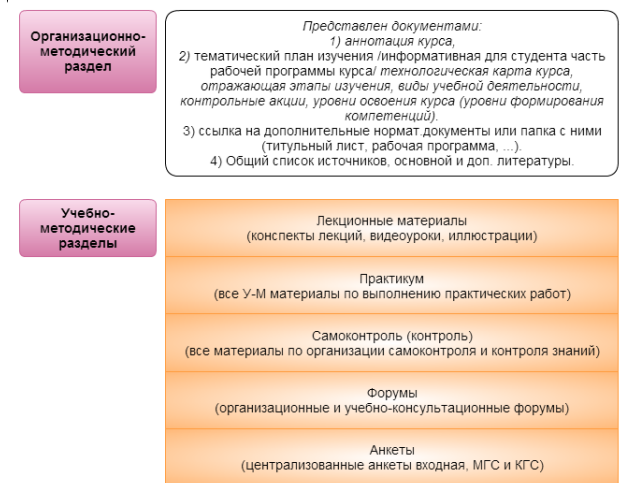 Организационно-
методический
раздел
Представлен документами:
1) аннотация курса,
2) тематический план изучения /информативная для студента часть
рабочей программы курса/ технологическая карта курса,
отражающая этапы изучения, виды учебной деятельности,
контрольные акции, уровни освоения курса (уровни формирования
компетенций).
3) ссылка на дополнительные нормат.документы или папка с ними
(титульный лист, рабочая программа, ...).
4) Общий список источников, основной и доп. литературы.
Учебно-
методические
разделы
Лекционные материалы
(конспекты лекций, видеоуроки, иллюстрации)
Практикум
(все У-М материалы по выполнению практических работ)
Самоконтроль (контроль)
(все материалы по организации самоконтроля и контроля знаний)
Форумы
(организационные и учебно-консультационные форумы)
Анкеты
(централизованные анкеты входная, МГС и КГС)